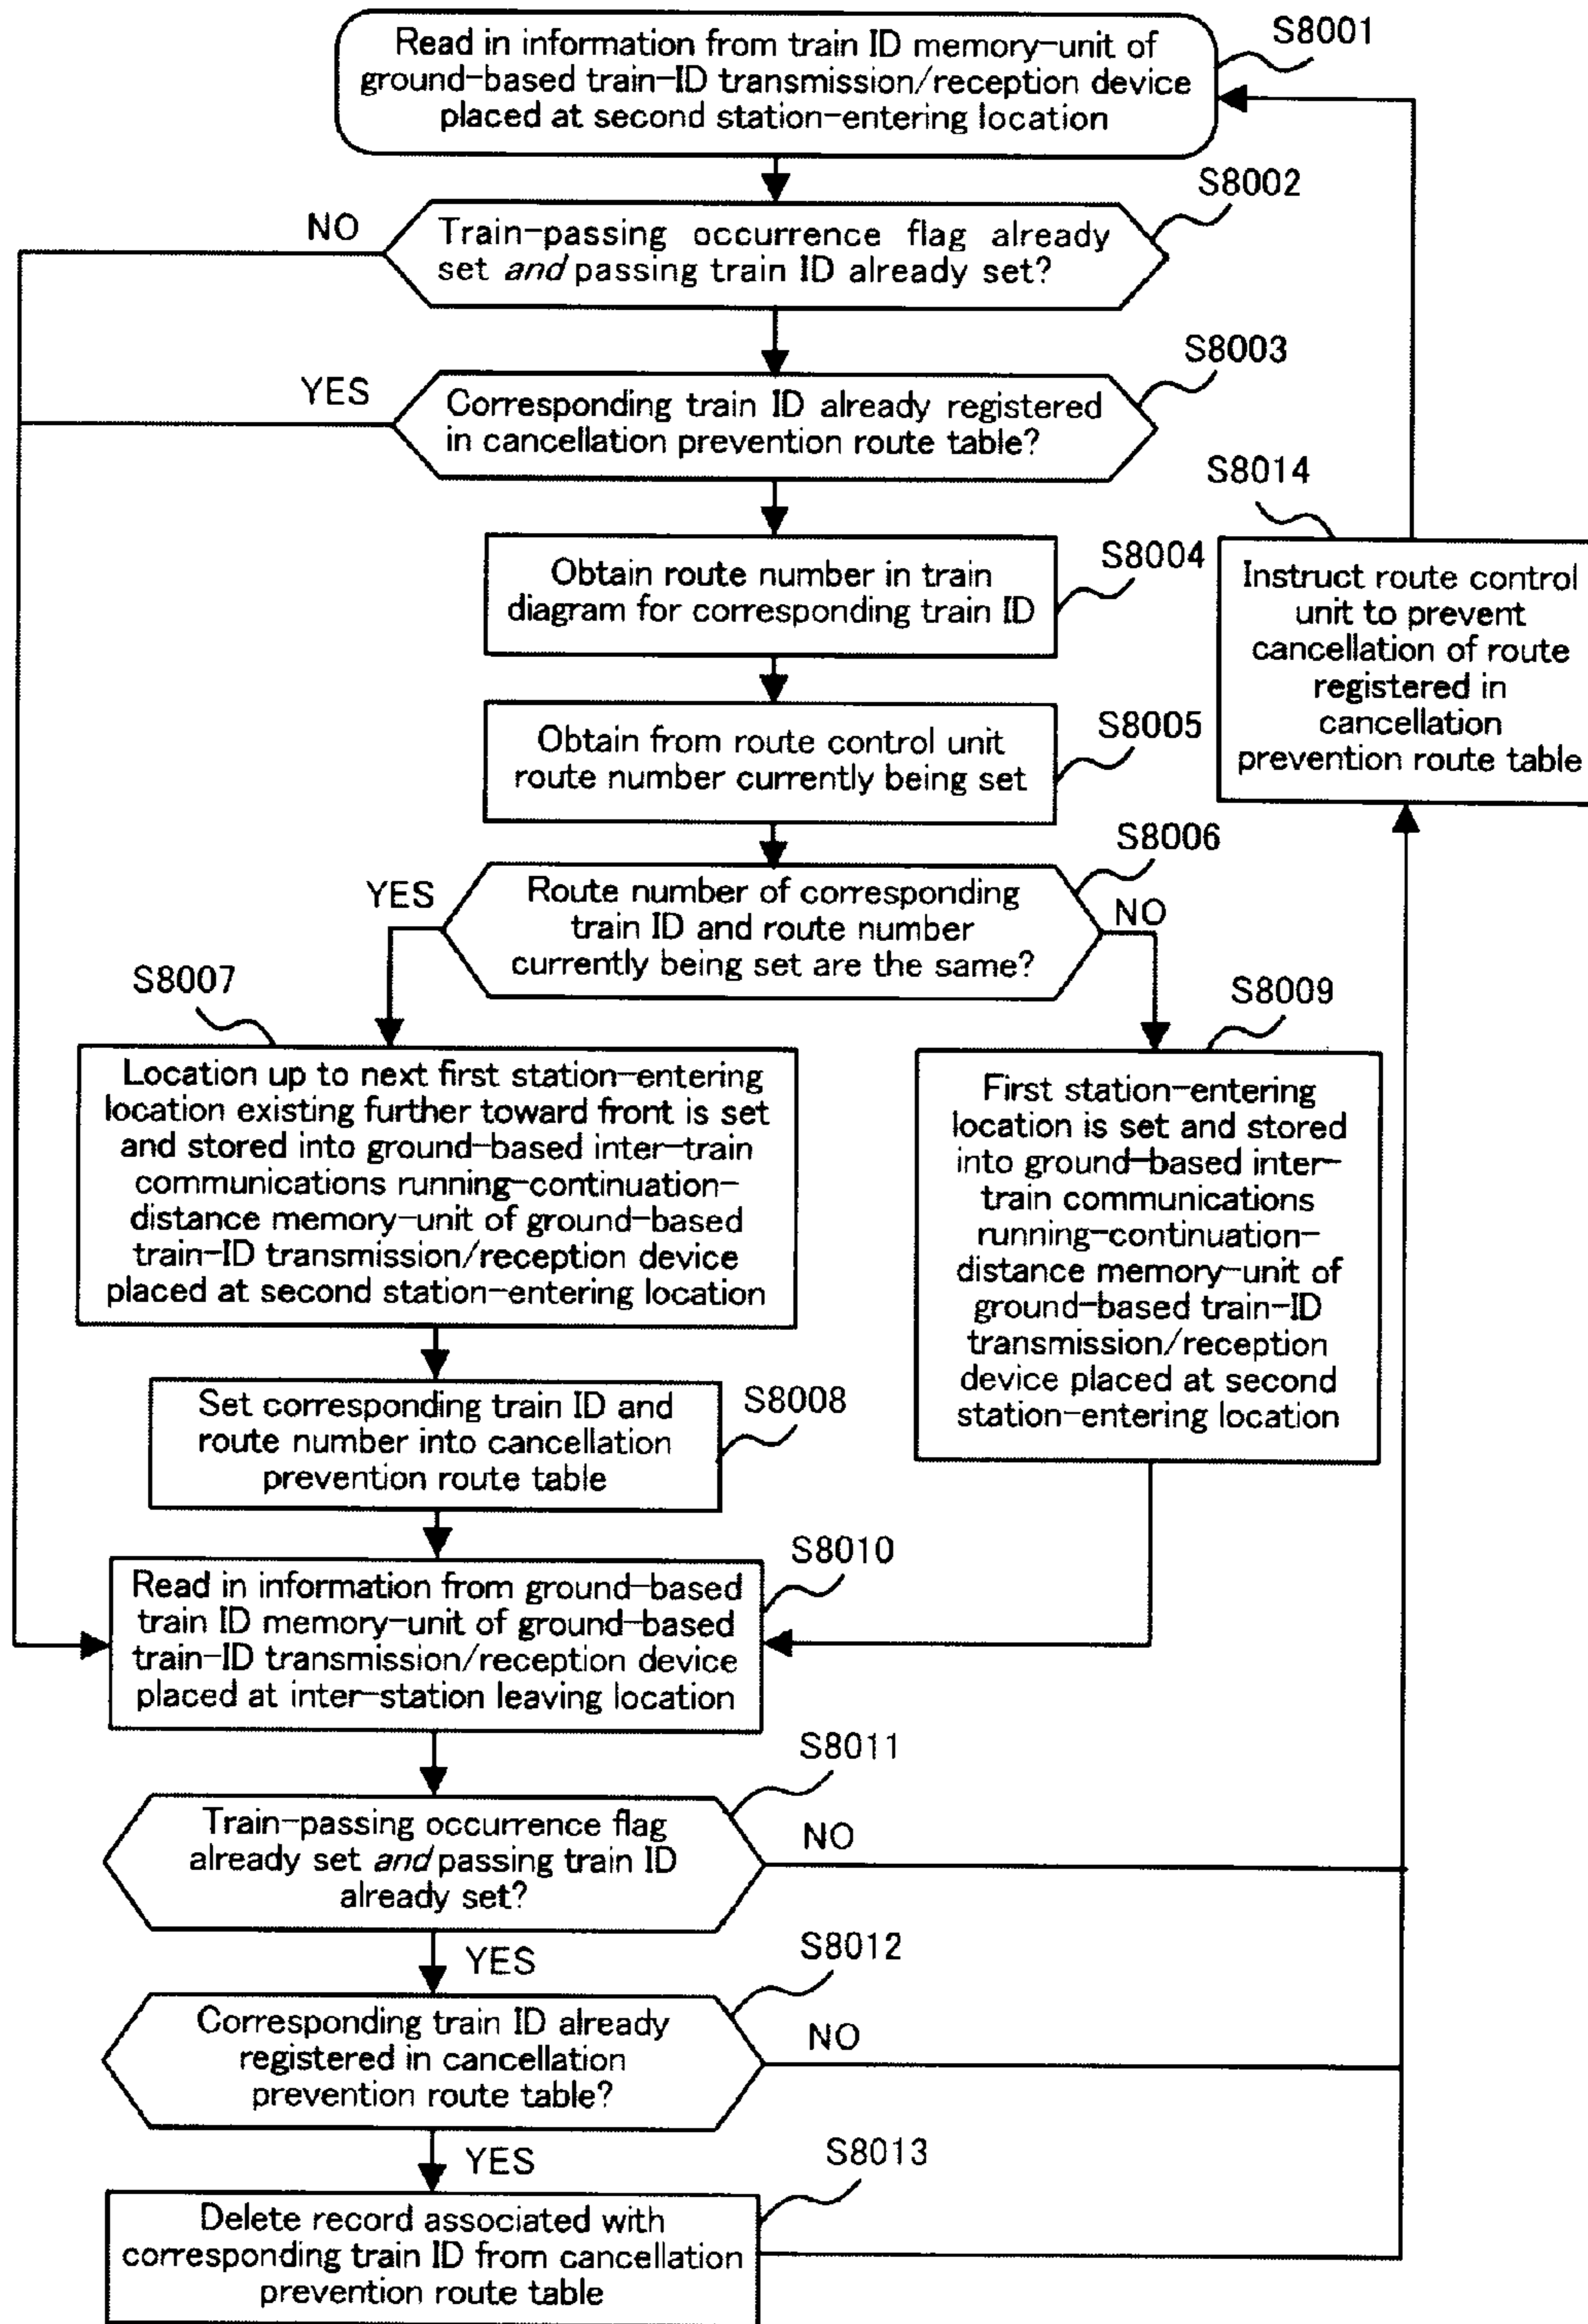 Read in information from train ID memory-unit of
ground-based train-ID transmission/reception device
placed at second station-entering location
S8001
S8002
NO
Train-passing occurrence flag already
set and passing train ID already set?
S8003
YES
Corresponding train ID already registered
in cancellation prevention route table?
S8014
Obtain route number in train
diagram for corresponding train ID
S8004
Instruct route control
unit to prevent
cancellation of route
registered in
cancellation
prevention route table
Obtain from route control unit
route number currently being set
S8005
S8006
YES
Route number of corresponding
train ID and route number
currently being set are the same?
NO
S8007
S8009
Location up to next first station-entering
location existing further toward front is set
and stored into ground-based inter-train
communications running-continuation-
distance memory-unit of ground-based
train-ID transmission/reception device
placed at second station-entering location
First station-entering
location is set and stored
into ground-based inter-
train communications
running-continuation-
distance memory-unit of
ground-based train-ID
transmission/reception
device placed at second
station-entering location
Set corresponding train ID and
route number into cancellation
prevention route table
S8008
S8010
Read in information from ground-based
train ID memory-unit of ground-based
train-ID transmission/reception device
placed at inter-station leaving location
S8011
Train-passing occurrence flag
already set and passing train ID
already set?
NO
YES
S8012
Corresponding train ID already
registered in cancellation
prevention route table?
NO
YES
S8013
Delete record associated with
corresponding train ID from cancellation
prevention route table